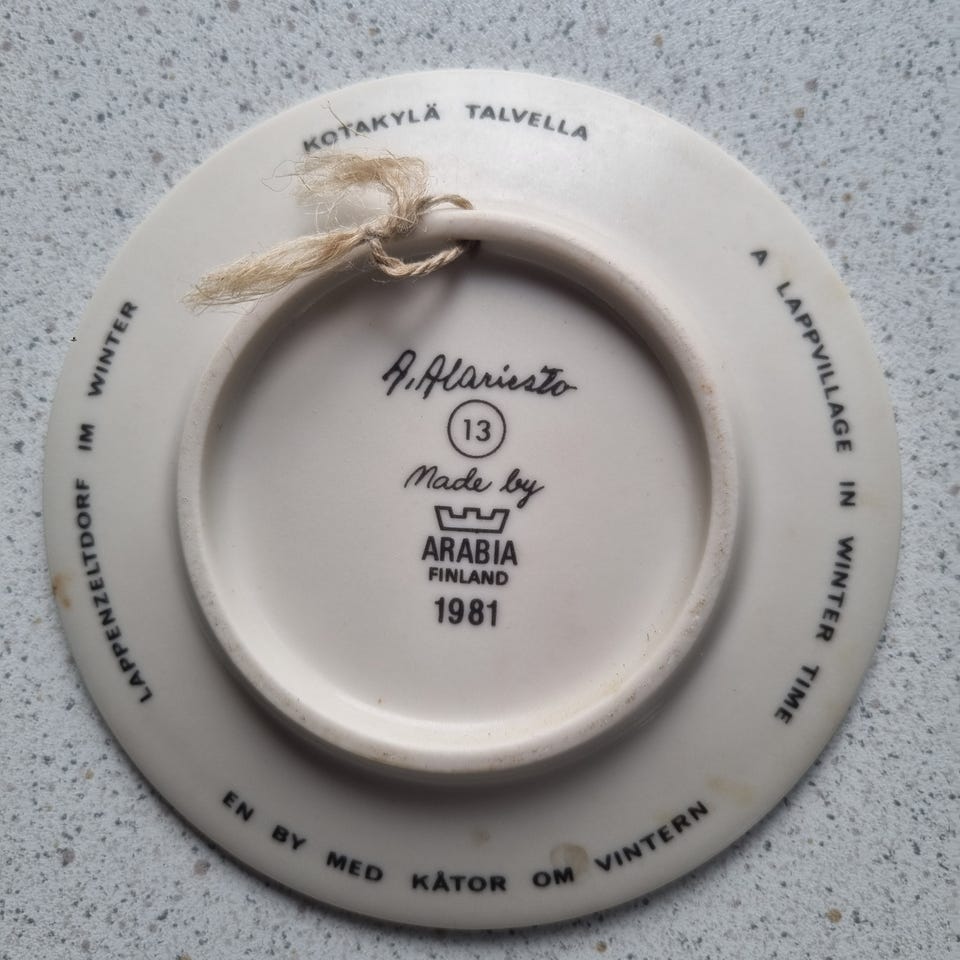 KOTAKYLÄ TALVELLA
A LAPPVILLAGE IN WINTER TIME
EN BY MED KÅTOR OM VINTERN
LAPPENZELTDORF IM WINTER
A. Alariesto
13
Made by
ARABIA
FINLAND
1981